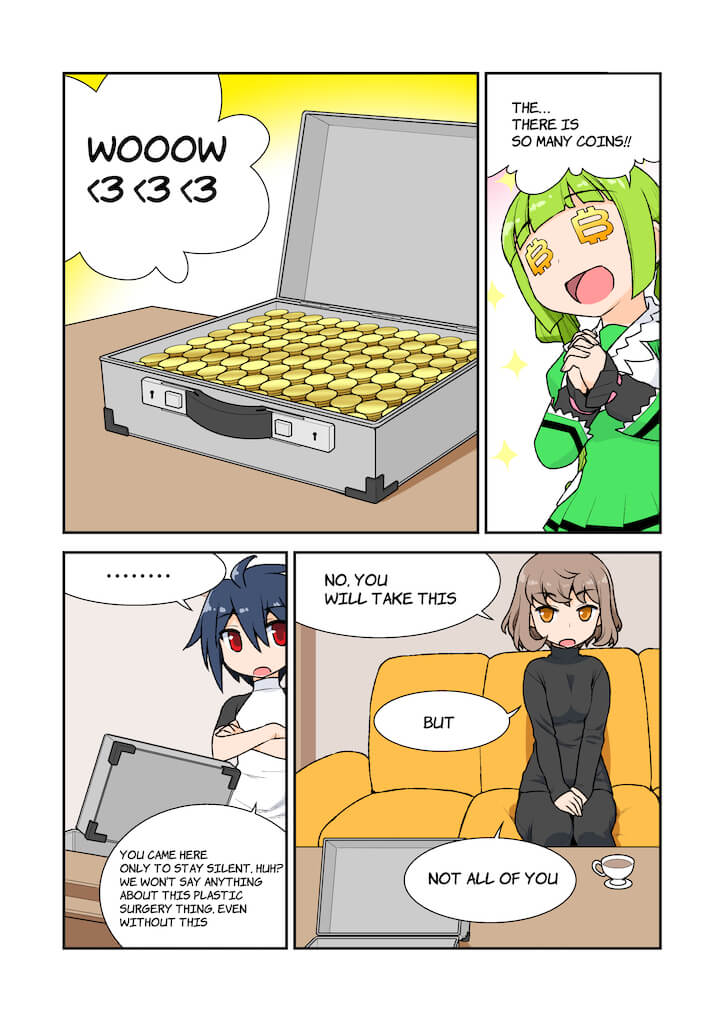 WOOOW
<3 <3 <3
THE...
THERE IS
SO MANY COINS!!
........
YOU CAME HERE
ONLY TO STAY SILENT, HUH?
WE WON'T SAY ANYTHING
ABOUT THIS PLASTIC
SURGERY THING, EVEN
WITHOUT THIS
NO, YOU
WILL TAKE THIS
BUT
NOT ALL OF YOU